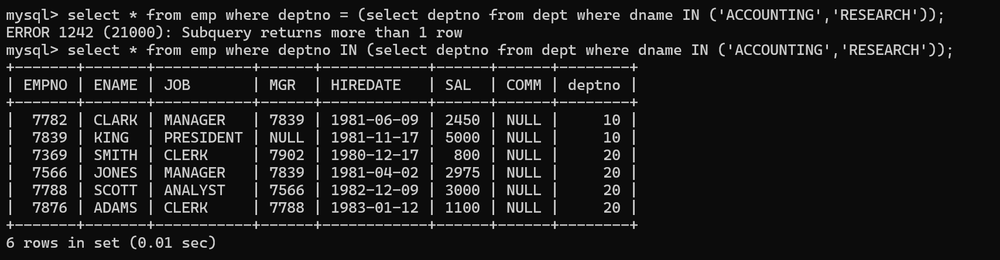 mysql> select * from emp where deptno = (select deptno from dept where dname IN ('ACCOUNTING','RESEARCH'));
ERROR 1242 (21000): Subquery returns more than 1 row
mysql> select * from emp where deptno IN (select deptno from dept where dname IN ('ACCOUNTING','RESEARCH'));
+-------+-------+-----------+------+------------+------+------+--------+
| EMPNO | ENAME | JOB       | MGR  | HIREDATE   | SAL  | COMM | deptno |
+-------+-------+-----------+------+------------+------+------+--------+
|  7782 | CLARK | MANAGER   | 7839 | 1981-06-09 | 2450 | NULL |     10 |
|  7839 | KING  | PRESIDENT | NULL | 1981-11-17 | 5000 | NULL |     10 |
|  7369 | SMITH | CLERK     | 7902 | 1980-12-17 |  800 | NULL |     20 |
|  7566 | JONES | MANAGER   | 7839 | 1981-04-02 | 2975 | NULL |     20 |
|  7788 | SCOTT | ANALYST   | 7566 | 1982-12-09 | 3000 | NULL |     20 |
|  7876 | ADAMS | CLERK     | 7788 | 1983-01-12 | 1100 | NULL |     20 |
+-------+-------+-----------+------+------------+------+------+--------+
6 rows in set (0.01 sec)